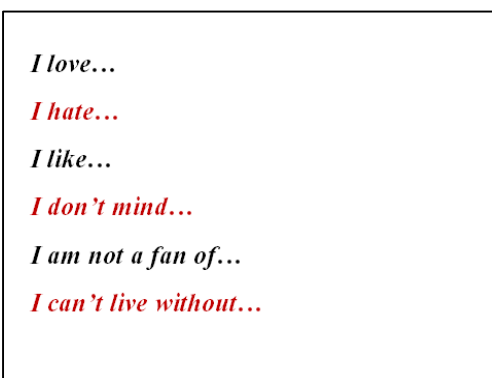 I love…
I hate…
I like…
I don’t mind…
I am not a fan of…
I can’t live without…